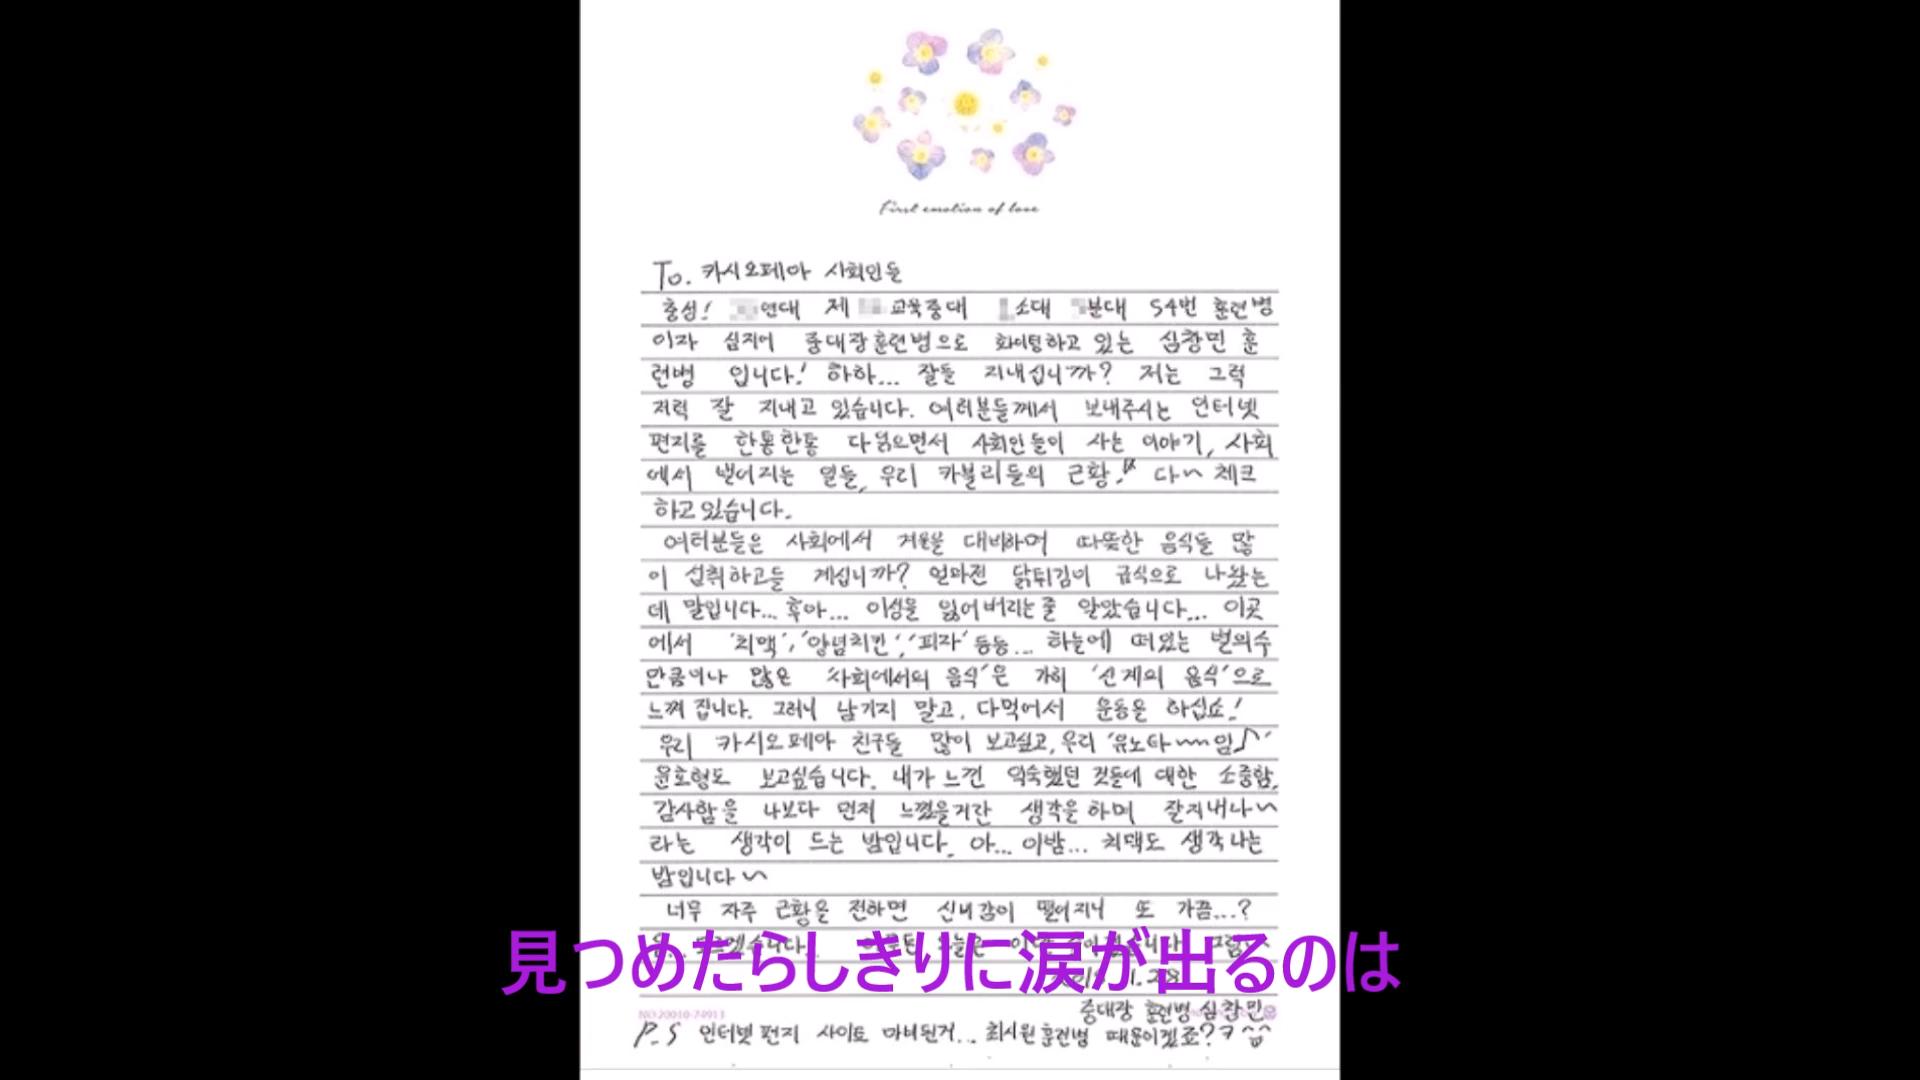 First emotion of love
To. 카시오페아 사회인들
충성! 연대 제 교육중대 소대 분대 54번 훈련병
이자 심지어 중대장훈련병으로 화이팅하고 있는 심창민 훈
련병 입니다! 하하... 잘들 지내십니까? 저는 그럭
저럭 잘 지내고 있습니다. 여러분들께서 보내주시는 인터넷
편지를 한통한통 다읽으면서 사회인들이 사는 이야기, 사회
에서 벌어지는 일들, 우리 카블리들의 근황! 다~ 체크
하고있습니다.
여러분들은 사회에서 겨울을 대비하며 따뜻한 음식들 많
이 섭취하고들 계십니까? 얼마전 닭튀김이 급식으로 나왔는
데 말입니다... 후아... 이성을 잃어버리는줄 알았습니다... 이곳
에서 '치맥', '양념치킨', '피자' 등등... 하늘에 떠있는 별의수
만큼이나 많은 '사회에서의 음식'은 가히 '신계의 음식'으로
느껴 집니다. 그러니 남기지 말고, 다먹어서 운동을 하십쇼!
우리 카시오페아 친구들 많이 보고싶고, 우리 '유노타~~임♪'
윤호형도 보고싶습니다. 내가 느낀 익숙했던 것들에 대한 소중함,
감사함을 나보다 먼저 느꼈을거란 생각을 하며 잘지내나~
라는 생각이 드는 밤입니다. 아... 이밤... 치맥도 생각나는
밤입니다~
너무 자주 근황을 전하면 신비감이 떨어지니 또 가끔...?
見つめたらしきりに涙が出るのは
11.28
중대장 훈련병 심창민
NO.20010-74913
P.S 인터넷편지 사이트 마비된거... 최시원훈련병 때문이겠죠?ㅋ^^